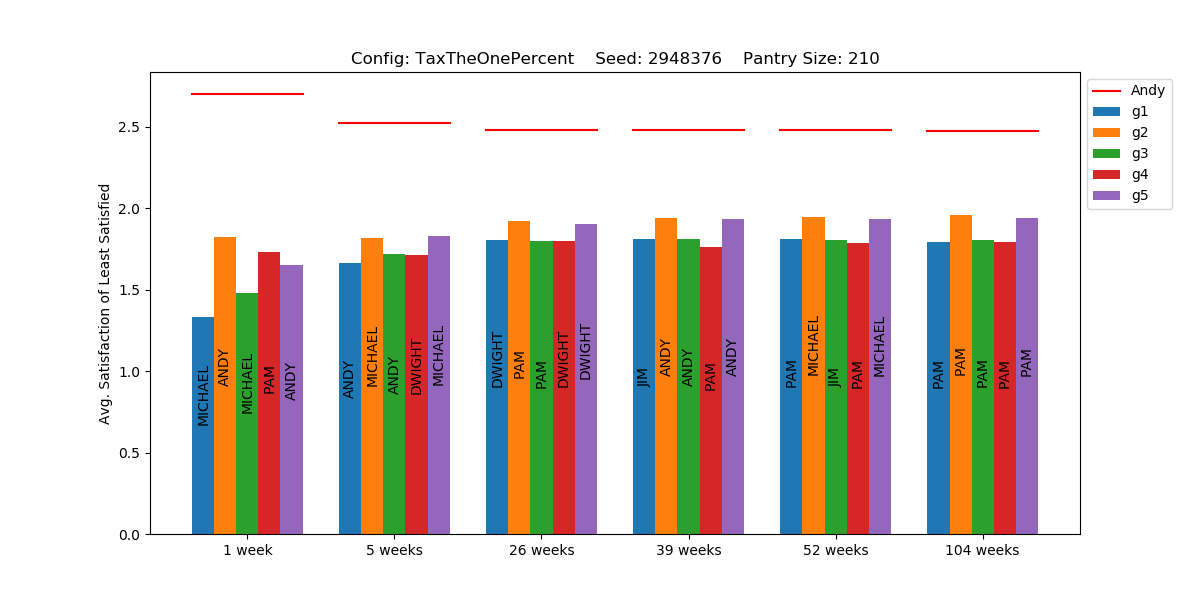 Config: TaxTheOnePercent    Seed: 2948376    Pantry Size: 210
Avg. Satisfaction of Least Satisfied
2.5
2.0
1.5
1.0
0.5
0.0
MICHAEL
ANDY
MICHAEL
PAM
ANDY
ANDY
MICHAEL
ANDY
DWIGHT
MICHAEL
DWIGHT
PAM
PAM
DWIGHT
DWIGHT
JIM
ANDY
ANDY
PAM
ANDY
PAM
MICHAEL
JIM
PAM
MICHAEL
PAM
PAM
PAM
PAM
PAM
1 week
5 weeks
26 weeks
39 weeks
52 weeks
104 weeks
Andy
g1
g2
g3
g4
g5